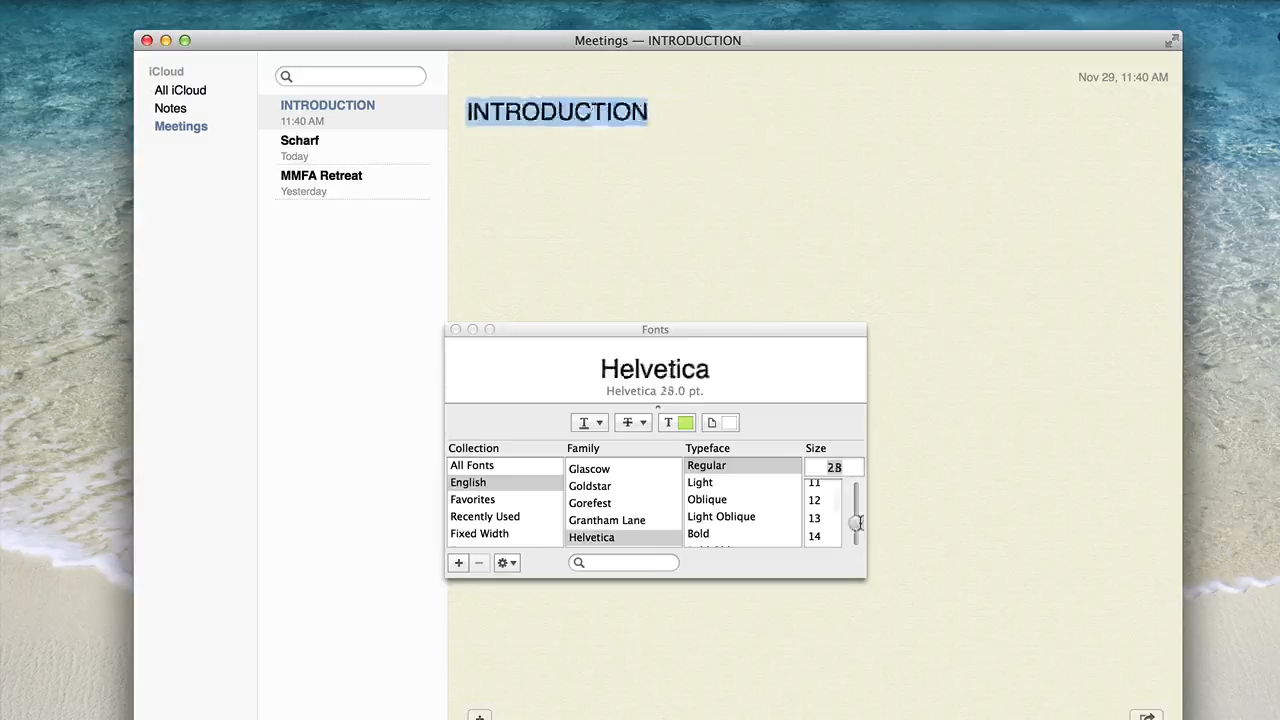 Meetings — INTRODUCTION
iCloud
All iCloud
Notes
Meetings
INTRODUCTION
11:40 AM
Scharf
Today
MMFA Retreat
Yesterday
Nov 29, 11:40 AM
INTRODUCTION
Fonts
Helvetica
Helvetica 28.0 pt.
T T T
Collection Family Typeface Size
All Fonts
English
Favorites
Recently Used
Fixed Width
Glascow
Goldstar
Gorefest
Grantham Lane
Helvetica
Regular
Light
Oblique
Light Oblique
Bold
28
11
12
13
14